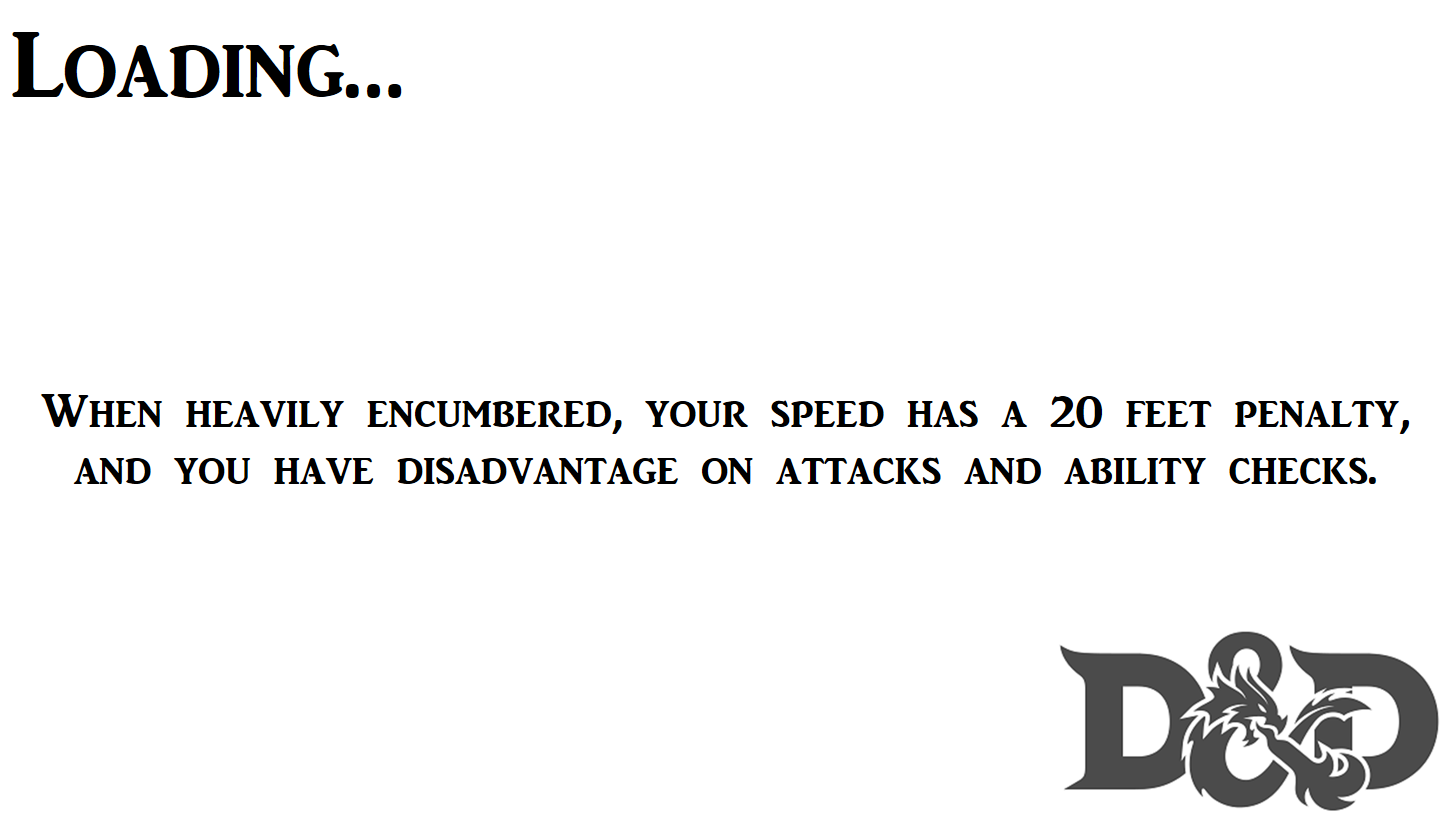 Loading...
When heavily encumbered, your speed has a 20 feet penalty,
and you have disadvantage on attacks and ability checks.
D&D